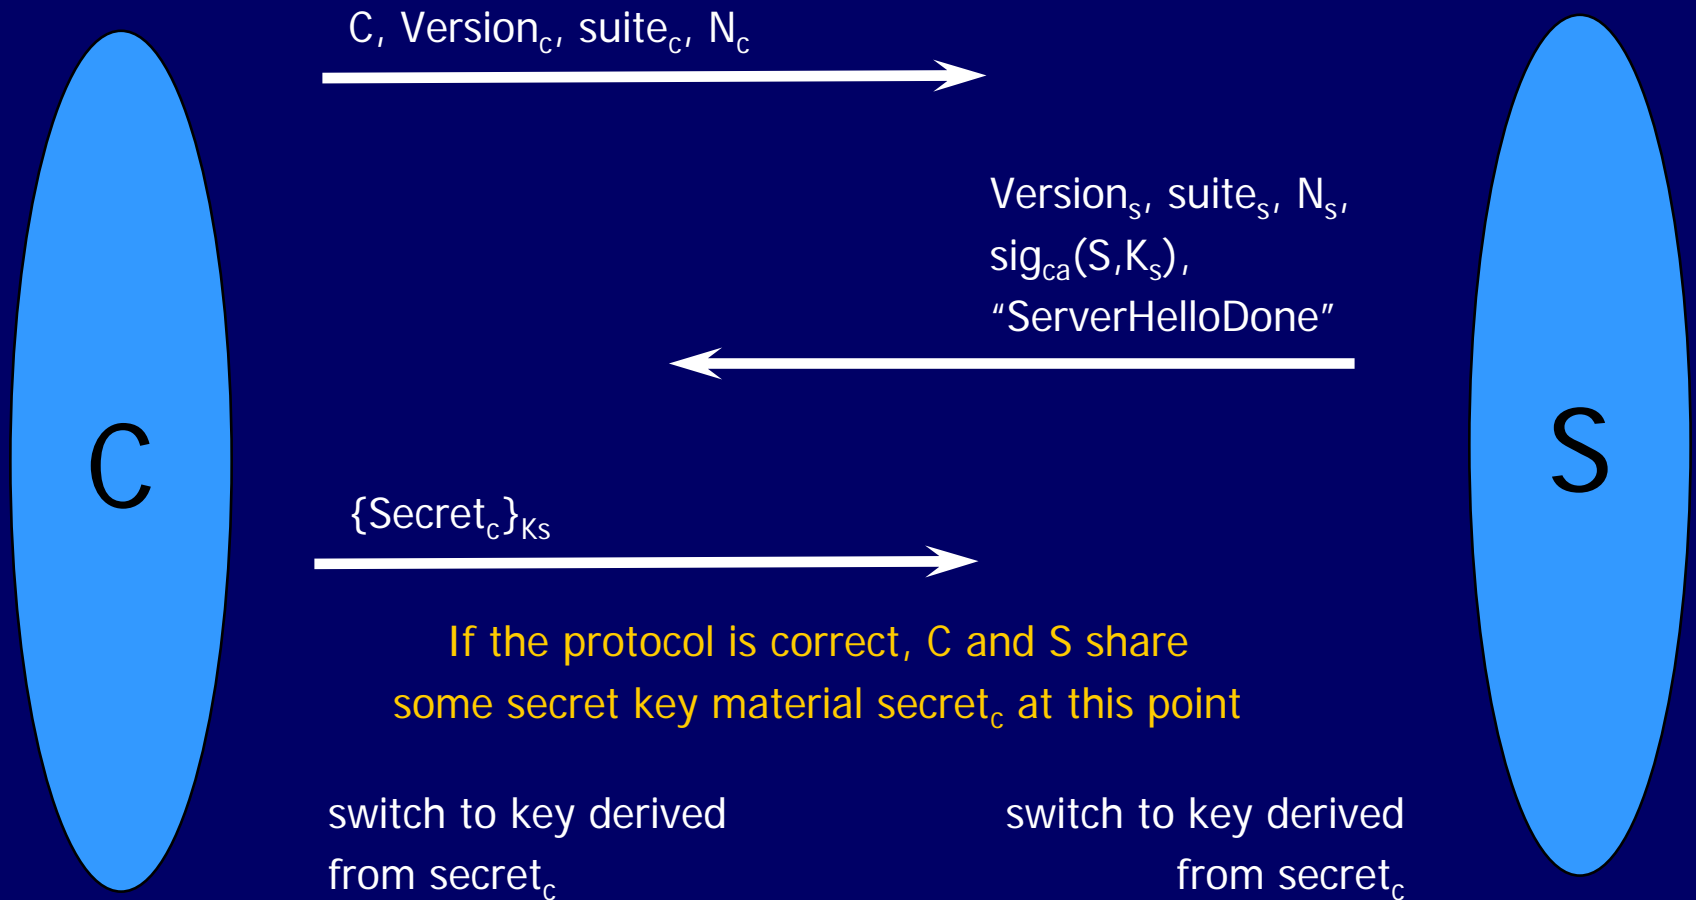 C, Version_c, suite_c, N_c
Version_s, suite_s, N_s,
sig_ca(S,K_s),
“ServerHelloDone”
C
S
{Secret_c}_Ks
If the protocol is correct, C and S share
some secret key material secret_c at this point
switch to key derived
from secret_c
switch to key derived
from secret_c